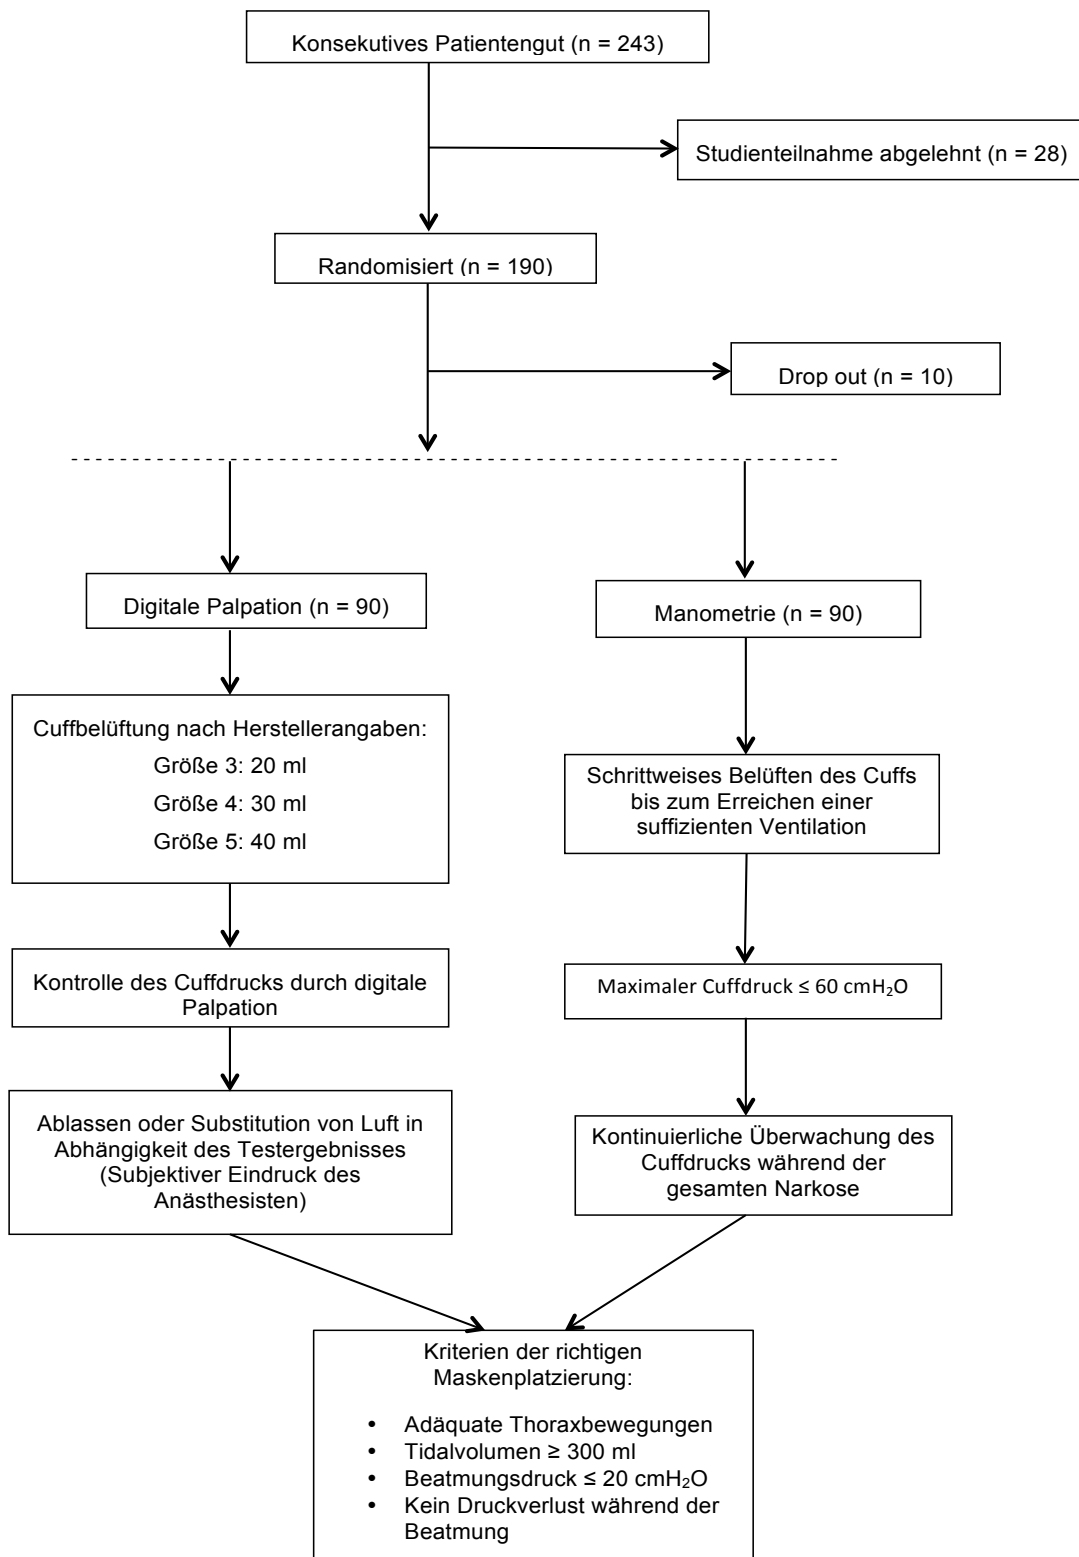 Konsekutives Patientengut (n = 243)
Studienteilnahme abgelehnt (n = 28)
Randomisiert (n = 190)
Drop out (n = 10)
Digitale Palpation (n = 90)
Cuffbelüftung nach Herstellerangaben:
Größe 3: 20 ml
Größe 4: 30 ml
Größe 5: 40 ml
Kontrolle des Cuffdrucks durch digitale
Palpation
Ablassen oder Substitution von Luft in
Abhängigkeit des Testergebnisses
(Subjektiver Eindruck des
Anästhesisten)
Manometrie (n = 90)
Schrittweises Belüften des Cuffs
bis zum Erreichen einer
suffizienten Ventilation
Maximaler Cuffdruck ≤ 60 cmH₂O
Kontinuierliche Überwachung des
Cuffdrucks während der
gesamten Narkose
Kriterien der richtigen
Maskenplatzierung:
• Adäquate Thoraxbewegungen
• Tidalvolumen ≥ 300 ml
• Beatmungsdruck ≤ 20 cmH₂O
• Kein Druckverlust während der
Beatmung